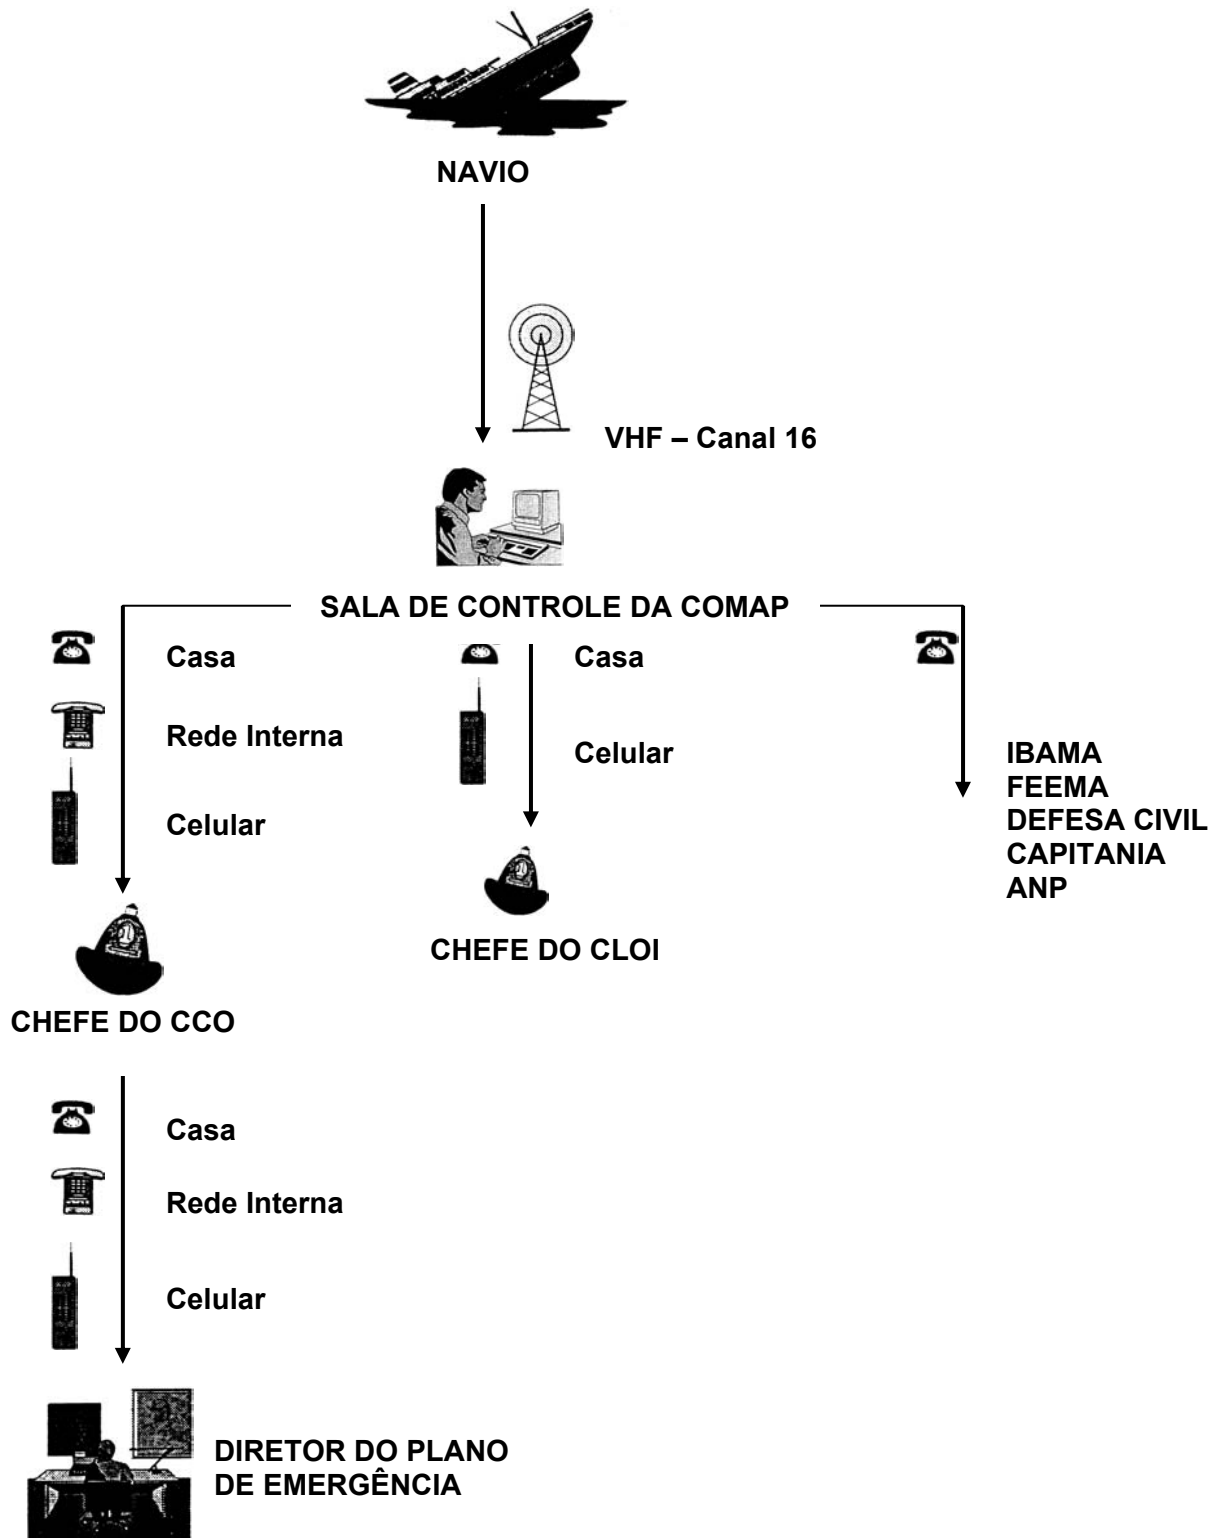 NAVIO
VHF – Canal 16
SALA DE CONTROLE DA COMAP
Casa
Rede Interna
Celular
Casa
Celular
IBAMA
FEEMA
DEFESA CIVIL
CAPITANIA
ANP
CHEFE DO CLOI
CHEFE DO CCO
Casa
Rede Interna
Celular
DIRETOR DO PLANO
DE EMERGÊNCIA